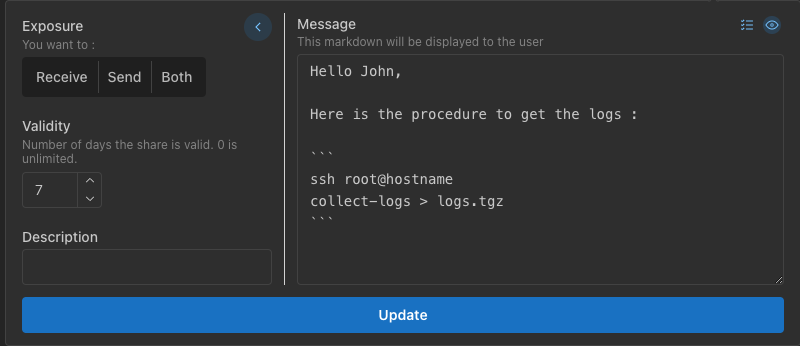 Exposure
You want to :
Receive Send Both
Validity
Number of days the share is valid. 0 is
unlimited.
7
Description
Message
This markdown will be displayed to the user
Hello John,
Here is the procedure to get the logs :
```
ssh root@hostname
collect-logs > logs.tgz
```
Update